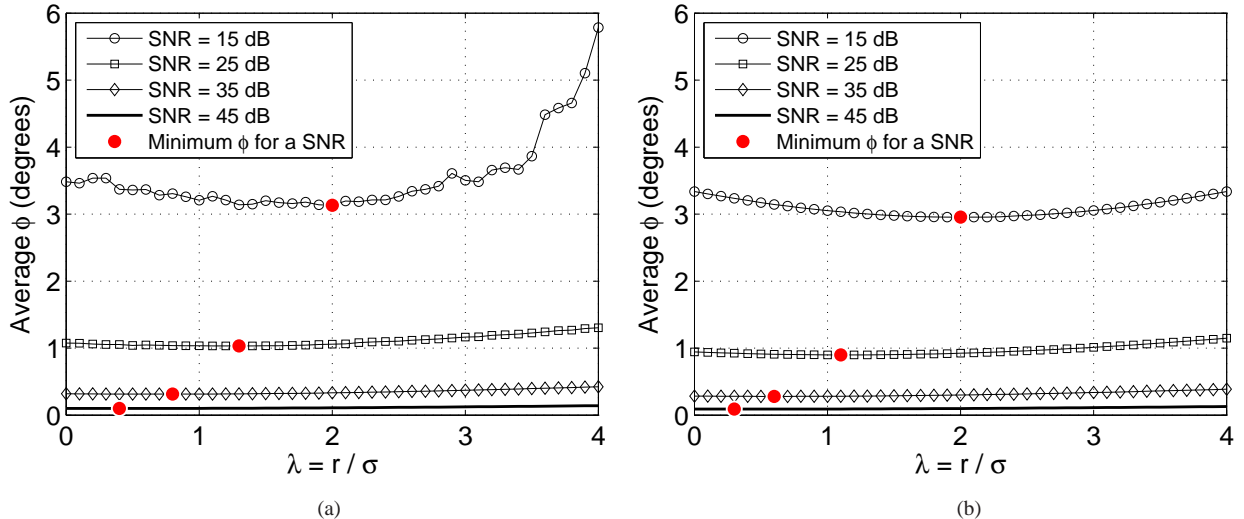 6
5
4
3
2
1
0
Average ϕ (degrees)
SNR = 15 dB
SNR = 25 dB
SNR = 35 dB
SNR = 45 dB
Minimum ϕ for a SNR
0 1 2 3 4
λ = r / σ
(a)
6
5
4
3
2
1
0
Average ϕ (degrees)
SNR = 15 dB
SNR = 25 dB
SNR = 35 dB
SNR = 45 dB
Minimum ϕ for a SNR
0 1 2 3 4
λ = r / σ
(b)